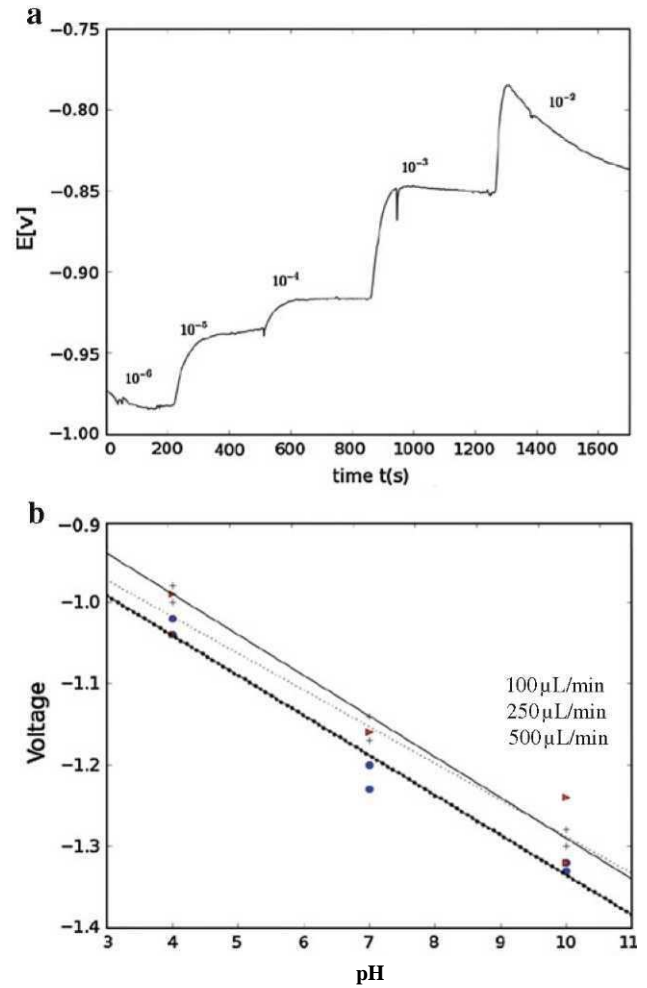 a
−0.75
−0.80
−0.85
−0.90
−0.95
−1.00
E[v]
10⁻⁶
10⁻⁵
10⁻⁴
10⁻³
10⁻²
0 200 400 600 800 1000 1200 1400 1600
time t(s)
b
−0.9
−1.0
−1.1
−1.2
−1.3
−1.4
Voltage
100 µL/min
250 µL/min
500 µL/min
3 4 5 6 7 8 9 10 11
pH